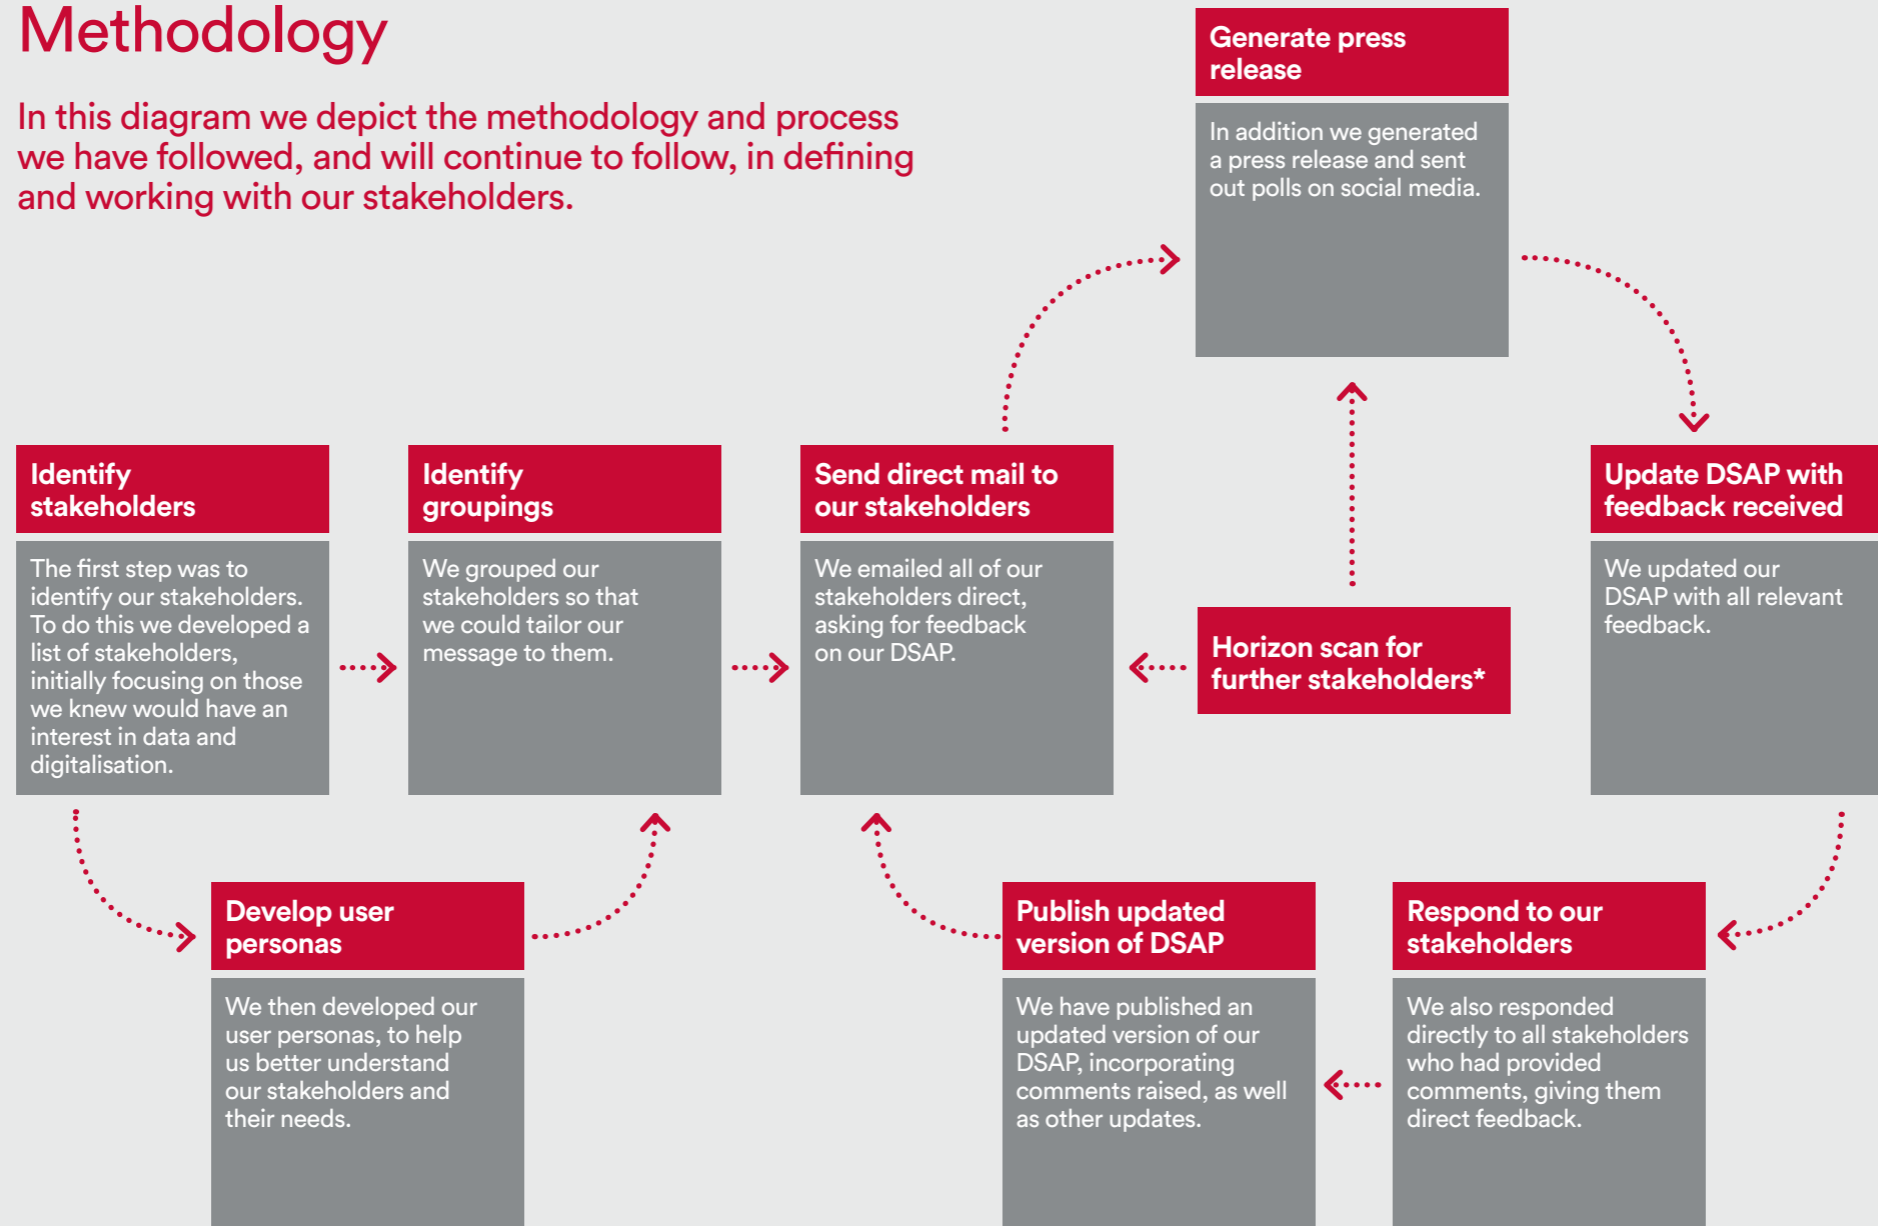 Methodology
In this diagram we depict the methodology and process
we have followed, and will continue to follow, in defining
and working with our stakeholders.
Generate press
release
In addition we generated
a press release and sent
out polls on social media.
Identify
stakeholders
The first step was to
identify our stakeholders.
To do this we developed a
list of stakeholders,
initially focusing on those
we knew would have an
interest in data and
digitalisation.
Identify
groupings
We grouped our
stakeholders so that
we could tailor our
message to them.
Send direct mail to
our stakeholders
We emailed all of our
stakeholders direct,
asking for feedback
on our DSAP.
Horizon scan for
further stakeholders*
Update DSAP with
feedback received
We updated our
DSAP with all relevant
feedback.
Develop user
personas
We then developed our
user personas, to help
us better understand
our stakeholders and
their needs.
Publish updated
version of DSAP
We have published an
updated version of our
DSAP, incorporating
comments raised, as well
as other updates.
Respond to our
stakeholders
We also responded
directly to all stakeholders
who had provided
comments, giving them
direct feedback.